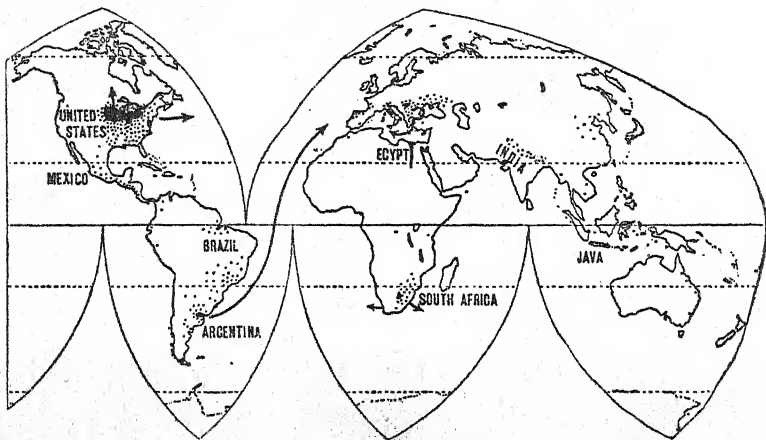 UNITED
STATES
MEXICO
BRAZIL
ARGENTINA
EGYPT
INDIA
SOUTH AFRICA
JAVA